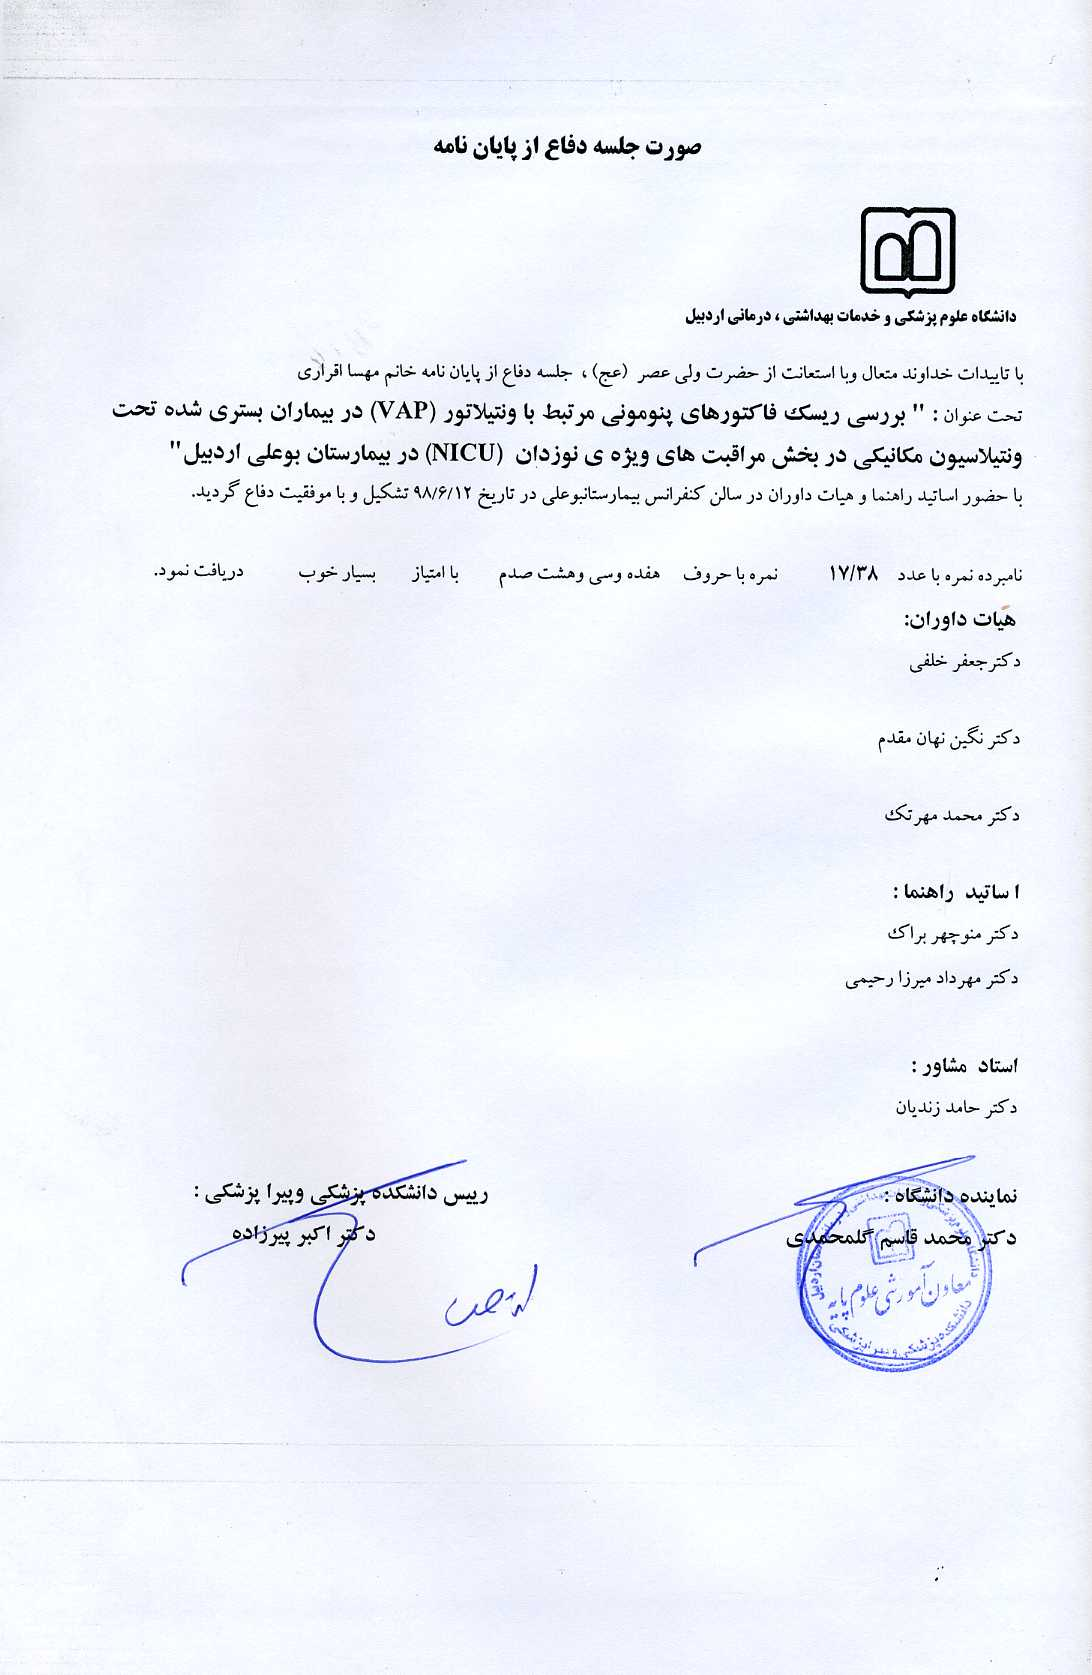 صورت جلسه دفاع از پایان نامه
دانشگاه علوم پزشکی و خدمات بهداشتی ، درمانی اردبیل
با تاییدات خداوند متعال وبا استعانت از حضرت ولی عصر (عج) ، جلسه دفاع از پایان نامه خانم مهسا اقراری
تحت عنوان : " بررسی ریسک فاکتورهای پنومونی مرتبط با ونتیلاتور (VAP) در بیماران بستری شده تحت
ونتیلاسیون مکانیکی در بخش مراقبت های ویژه ی نوزدان (NICU) در بیمارستان بوعلی اردبیل"
با حضور اساتید راهنما و هیات داوران در سالن کنفرانس بیمارستانبوعلی در تاریخ ۹۸/۶/۱۲ تشکیل و با موفقیت دفاع گردید.
نامبرده نمره با عدد ۱۷/۳۸ نمره با حروف هفده وسی وهشت صدم با امتیاز بسیار خوب دریافت نمود.
هیات داوران:
دکترجعفر خلفی
دکتر نگین نهان مقدم
دکتر محمد مهرتک
ا ساتید راهنما :
دکتر منوچهر براک
دکتر مهرداد میرزا رحیمی
استاد مشاور :
دکتر حامد زندیان
نماینده دانشگاه : رییس دانشکده پزشکی وپیرا پزشکی :
دکتر محمد قاسم گلمحمدی دکتر اکبر پیرزاده
معاون آموزشی علوم پایه
دانشکده پزشکی و پیراپزشکی